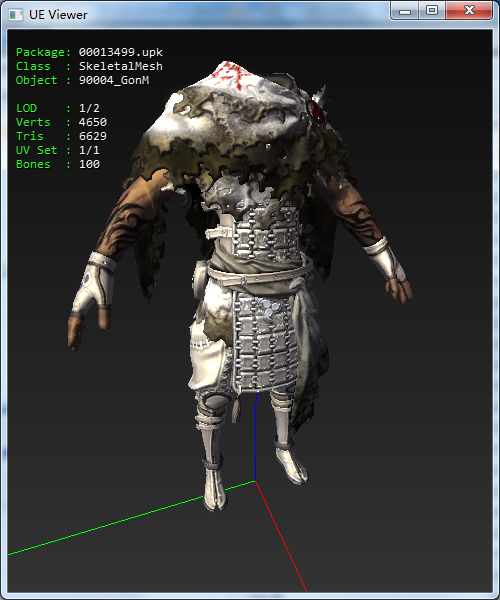 UE Viewer
Package: 00013499.upk
Class  : SkeletalMesh
Object : 90004_GonM
LOD    : 1/2
Verts  : 4650
Tris   : 6629
UV Set : 1/1
Bones  : 100